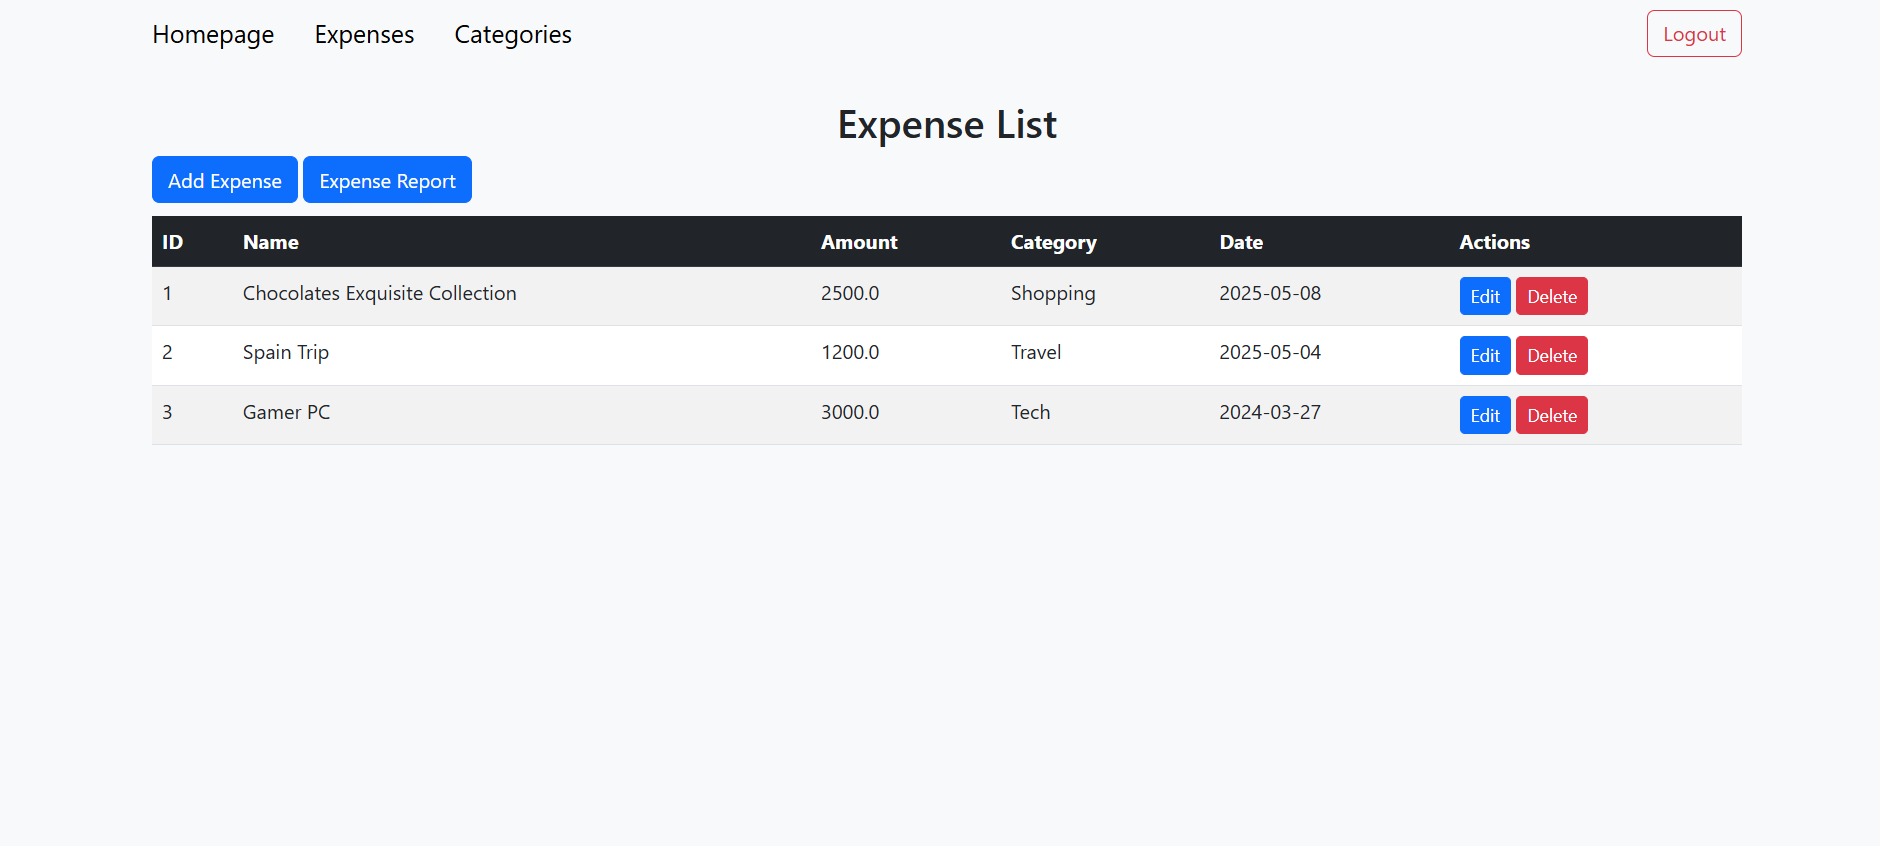 Homepage Expenses Categories Logout
Expense List
Add Expense Expense Report
ID Name Amount Category Date Actions
1 Chocolates Exquisite Collection 2500.0 Shopping 2025-05-08 Edit Delete
2 Spain Trip 1200.0 Travel 2025-05-04 Edit Delete
3 Gamer PC 3000.0 Tech 2024-03-27 Edit Delete